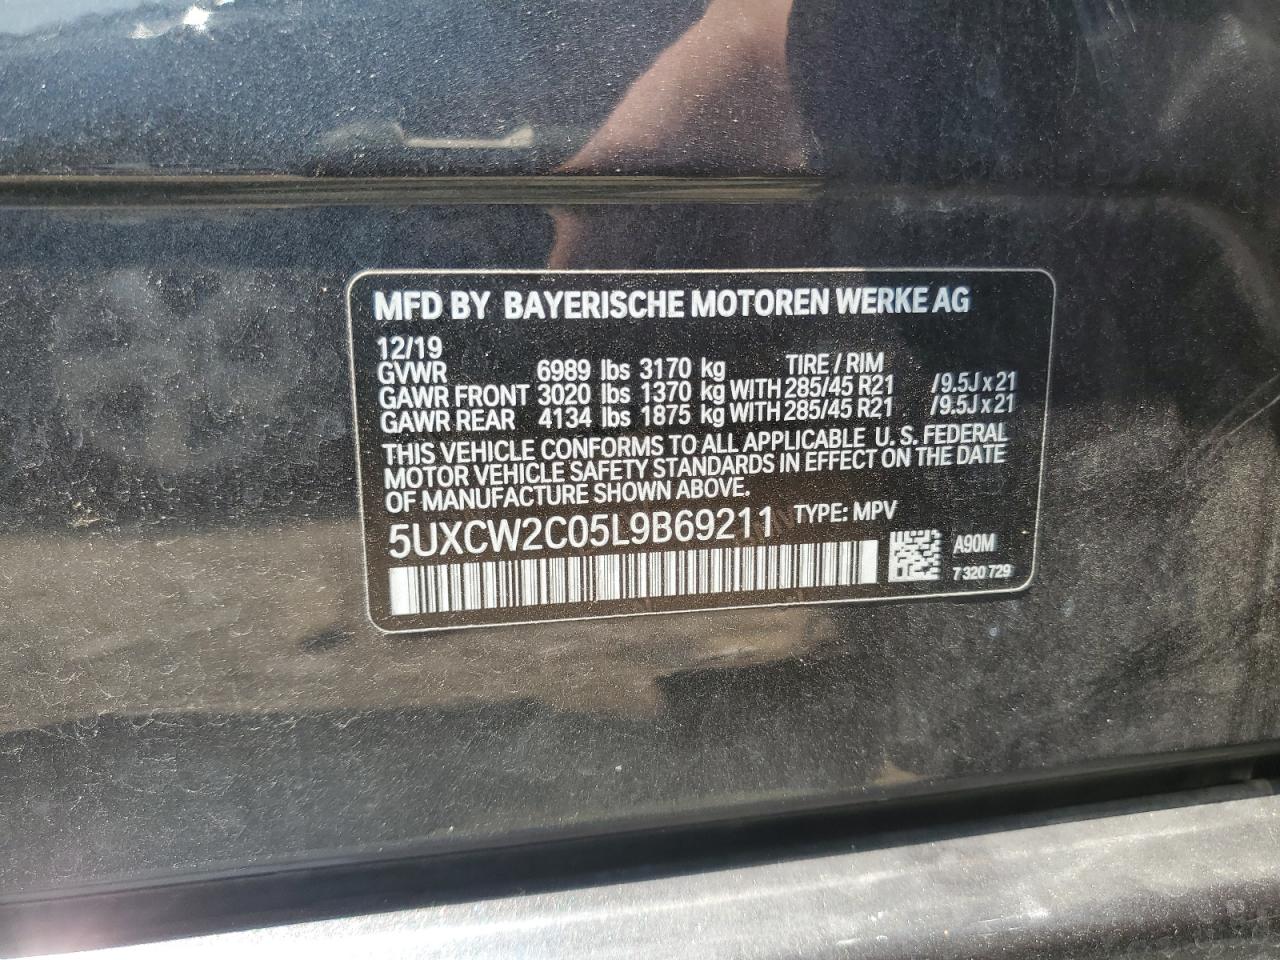 MFD BY BAYERISCHE MOTOREN WERKE AG
12/19
GVWR 6989 lbs 3170 kg TIRE / RIM
GAWR FRONT 3020 lbs 1370 kg WITH 285/45 R21 /9.5J x 21
GAWR REAR 4134 lbs 1875 kg WITH 285/45 R21 /9.5J x 21
THIS VEHICLE CONFORMS TO ALL APPLICABLE U. S. FEDERAL
MOTOR VEHICLE SAFETY STANDARDS IN EFFECT ON THE DATE
OF MANUFACTURE SHOWN ABOVE.
5UXCW2C05L9B69211 TYPE: MPV
A90M
7 320 729